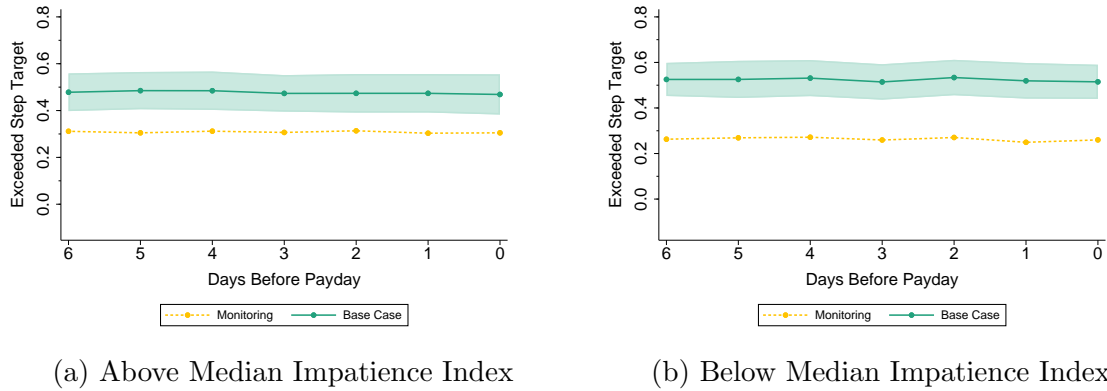 Exceeded Step Target
0.8
0.6
0.4
0.2
0.0
6 5 4 3 2 1 0
Days Before Payday
Monitoring Base Case
(a) Above Median Impatience Index
Exceeded Step Target
0.8
0.6
0.4
0.2
0.0
6 5 4 3 2 1 0
Days Before Payday
Monitoring Base Case
(b) Below Median Impatience Index